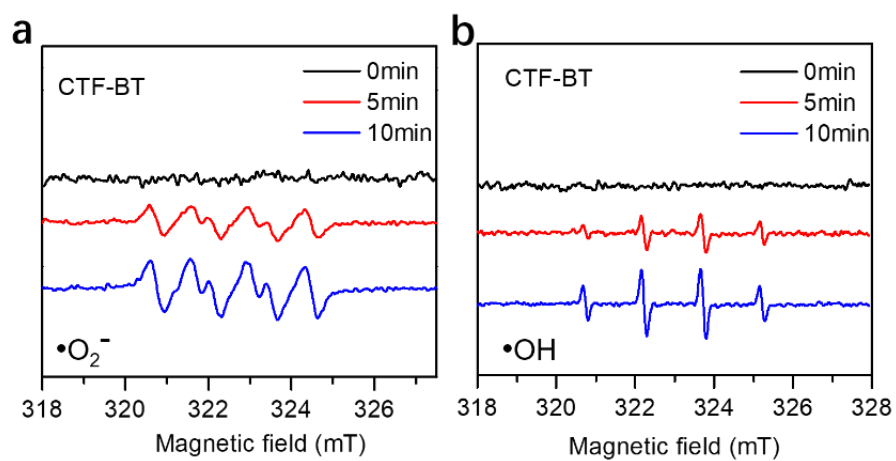 a
CTF-BT
0min
5min
10min
•O₂⁻
318 320 322 324 326
Magnetic field (mT)
b
CTF-BT
0min
5min
10min
•OH
318 320 322 324 326 328
Magnetic field (mT)